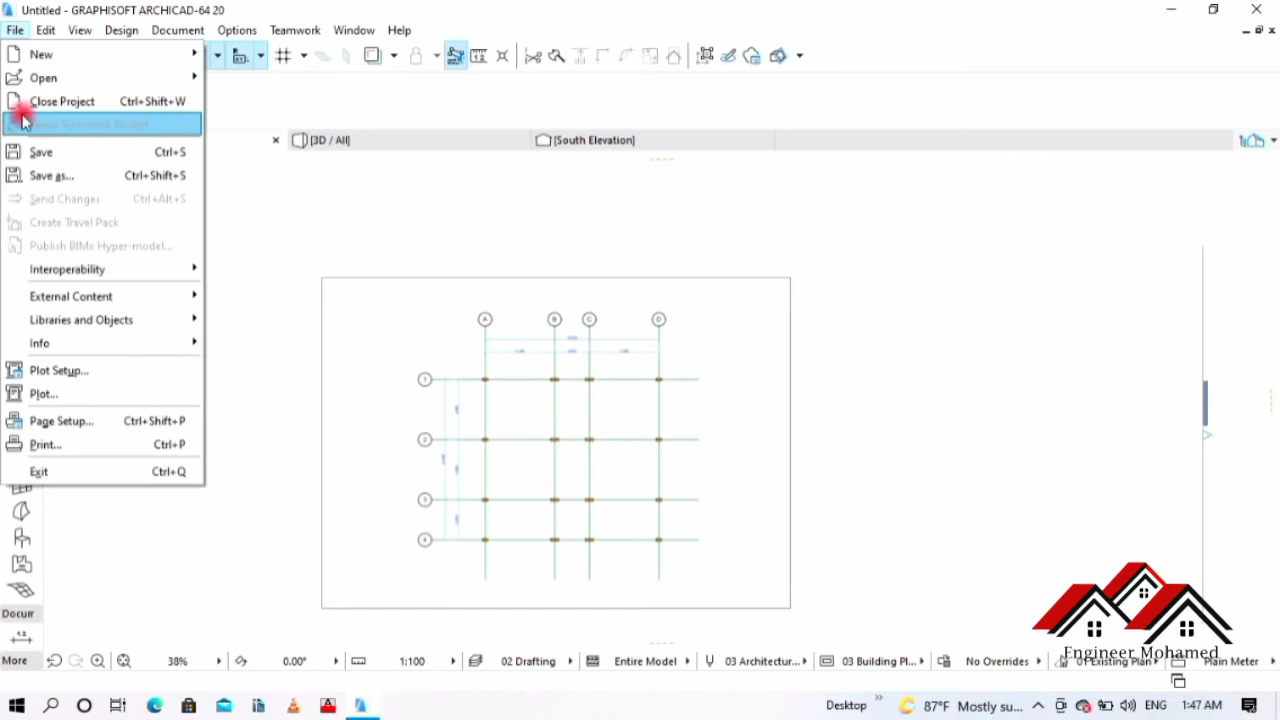 Untitled - GRAPHISOFT ARCHICAD-64 20
File Edit View Design Document Options Teamwork Window Help
New
Open
Close Project Ctrl+Shift+W
[3D / All]
[South Elevation]
Save Ctrl+S
Save as... Ctrl+Shift+S
Send Changes Ctrl+Alt+S
Create Travel Pack
Publish BIMx Hyper-model...
Interoperability
External Content
Libraries and Objects
Info
Plot Setup...
Plot...
Page Setup... Ctrl+Shift+P
Print... Ctrl+P
Exit Ctrl+Q
A B C D
1
2
3
4
Docum
More 38% 0.00° 1:100 02 Drafting Entire Model 03 Architectur... 03 Building Pl... No Overrides 01 Existing Plan Plain Meter
Engineer Mohamed
Desktop 87°F Mostly su... ENG 1:47 AM